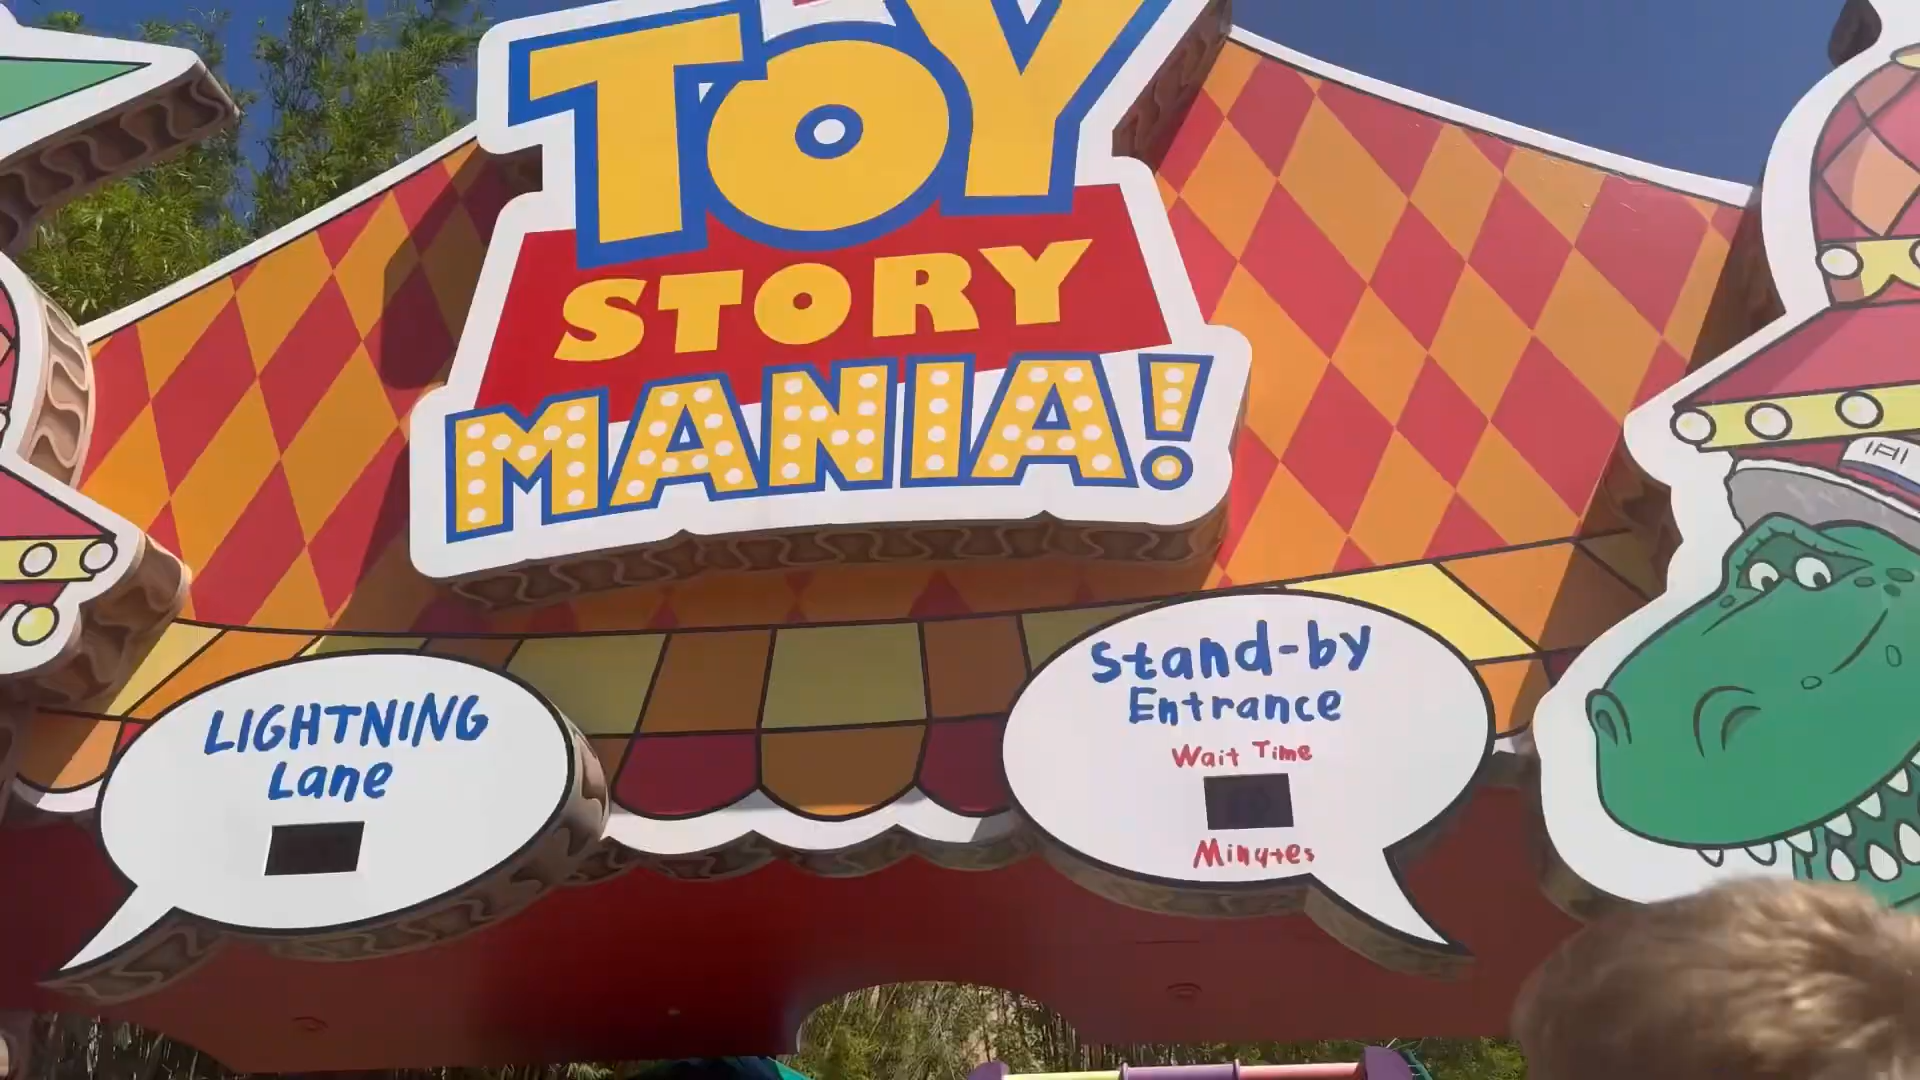 TOY
STORY
MANIA!
LIGHTNING
Lane
Stand-by
Entrance
Wait Time
Minutes